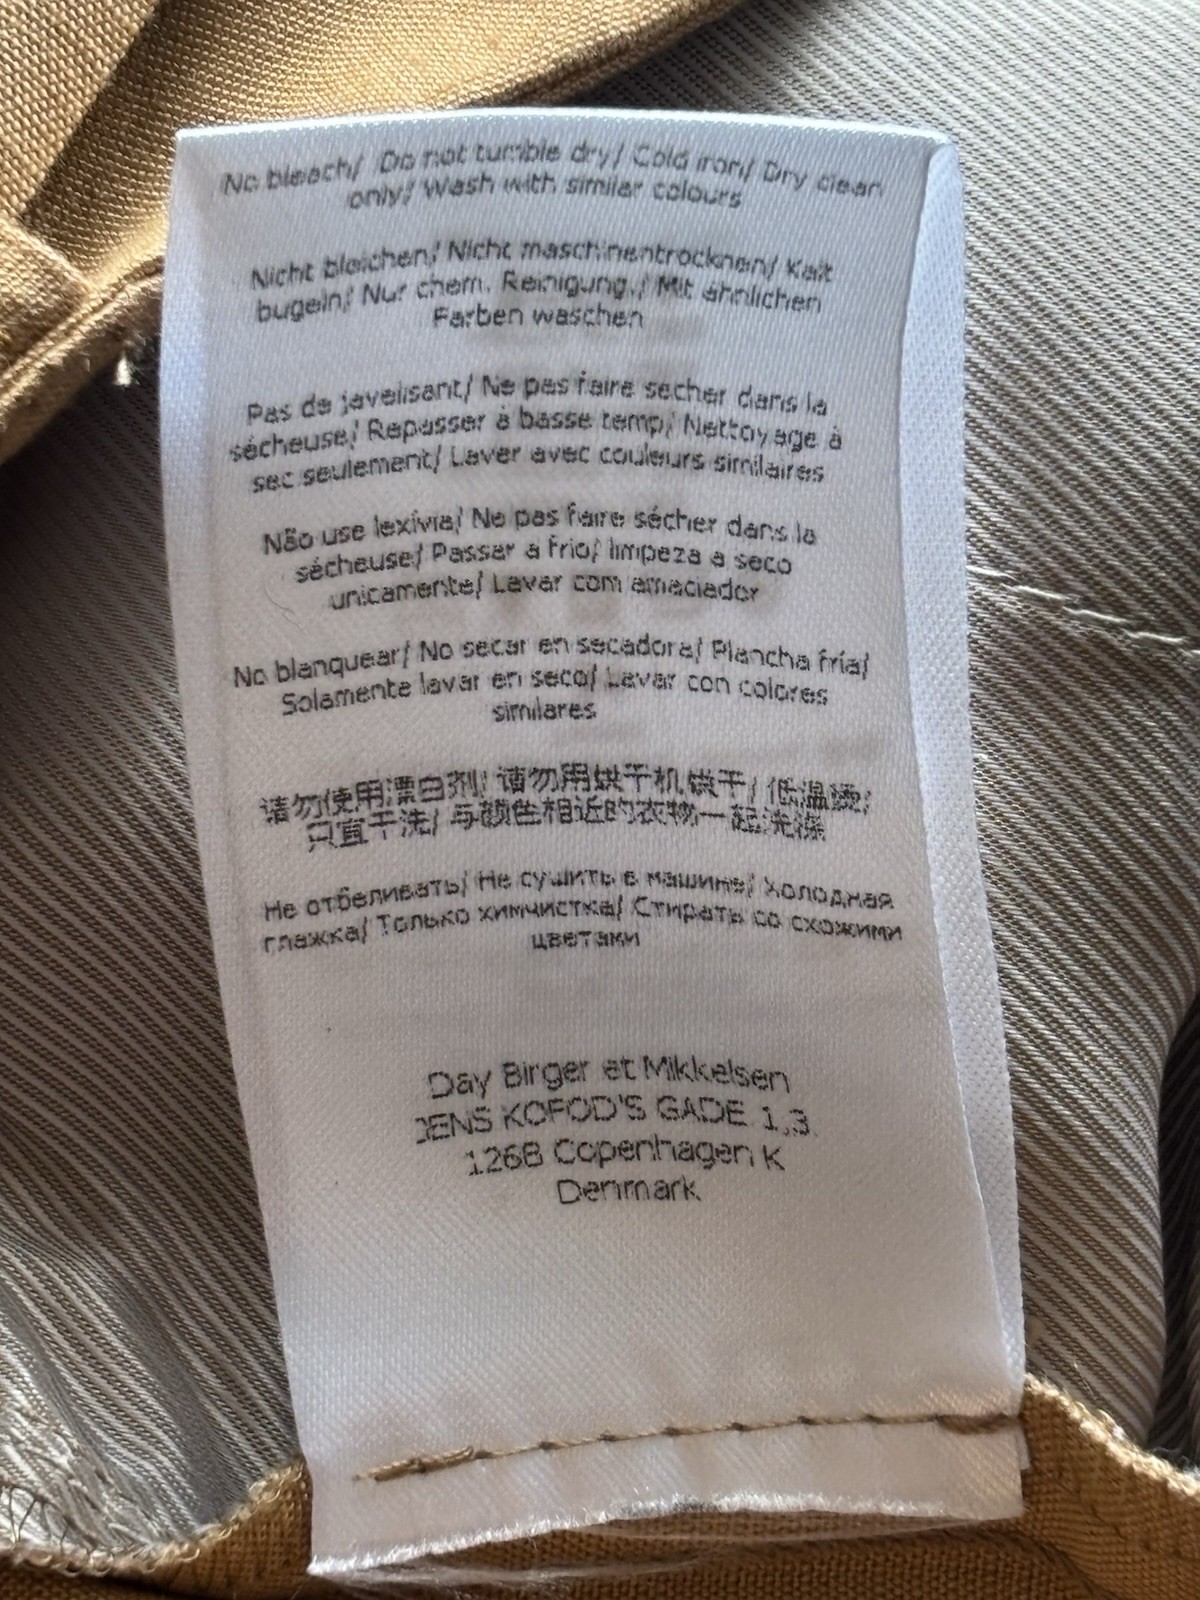 No bleach/ Do not tumble dry/ Cold iron/ Dry clean
only/ Wash with similar colours
Nicht bleichen/ Nicht maschinentrocknen/ Kalt
bugeln/ Nur chem. Reinigung./ Mit ähnlichen
Farben waschen
Pas de javelisant/ Ne pas faire secher dans la
sécheuse/ Repasser à basse temp/ Nettoyage à
sec seulement/ Laver avec couleurs similaires
Não use lexívia/ Ne pas faire sécher dans la
sécheuse/ Passar a frio/ limpeza a seco
unicamente/ Lavar com amaciador
No blanquear/ No secar en secadora/ Plancha fría/
Solamente lavar en seco/ Lavar con colores
similares
请勿使用漂白剂/ 请勿用烘干机烘干/ 低温烫/
只宜干洗/ 与颜色相近的衣物一起洗涤
Не отбеливать/ Не сушить в машине/ Холодная
глажка/ Только химчистка/ Стирать со схожими
цветами
Day Birger et Mikkelsen
JENS KOFOD'S GADE 1,3.
1268 Copenhagen K
Denmark